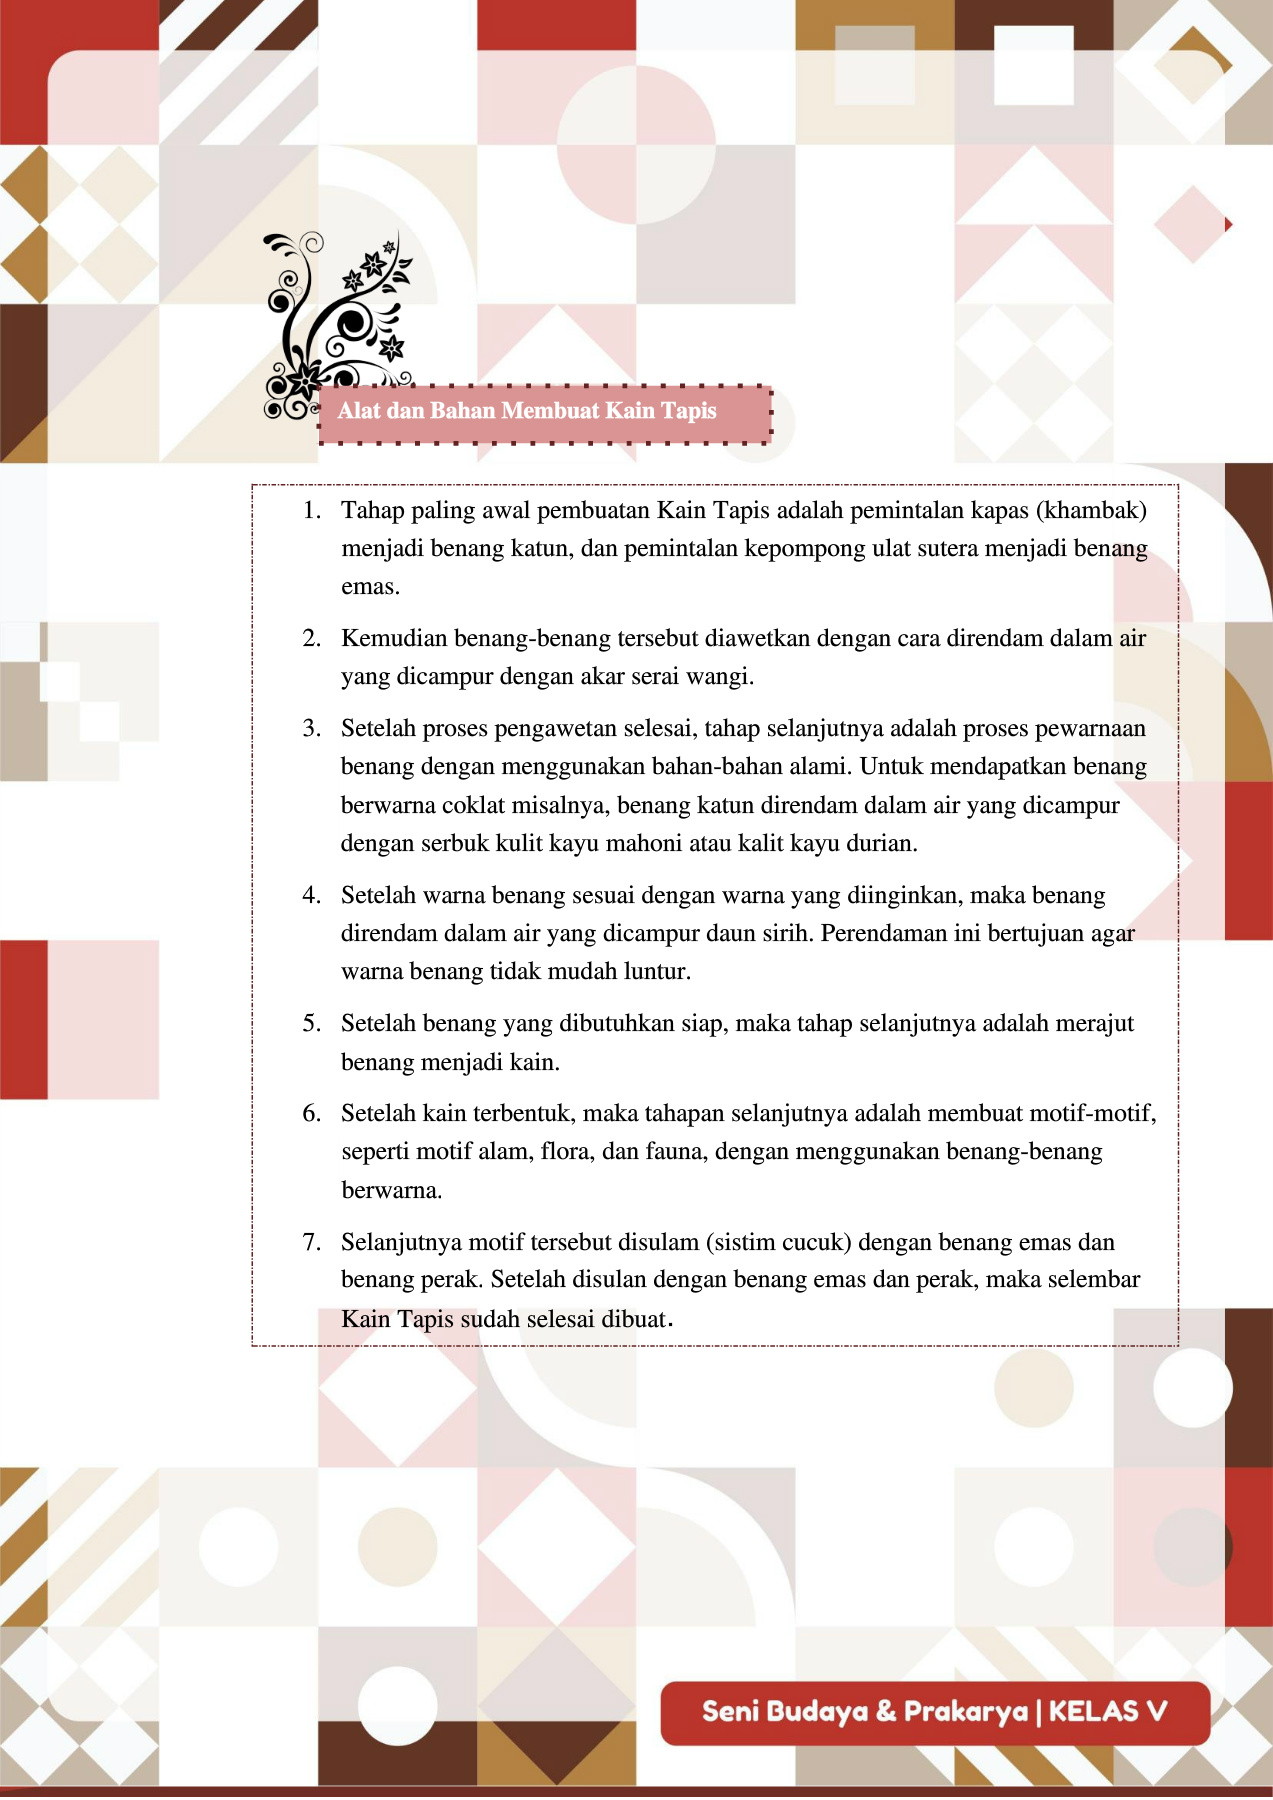 Alat dan Bahan Membuat Kain Tapis
1. Tahap paling awal pembuatan Kain Tapis adalah pemintalan kapas (khambak)
menjadi benang katun, dan pemintalan kepompong ulat sutera menjadi benang
emas.
2. Kemudian benang-benang tersebut diawetkan dengan cara direndam dalam air
yang dicampur dengan akar serai wangi.
3. Setelah proses pengawetan selesai, tahap selanjutnya adalah proses pewarnaan
benang dengan menggunakan bahan-bahan alami. Untuk mendapatkan benang
berwarna coklat misalnya, benang katun direndam dalam air yang dicampur
dengan serbuk kulit kayu mahoni atau kalit kayu durian.
4. Setelah warna benang sesuai dengan warna yang diinginkan, maka benang
direndam dalam air yang dicampur daun sirih. Perendaman ini bertujuan agar
warna benang tidak mudah luntur.
5. Setelah benang yang dibutuhkan siap, maka tahap selanjutnya adalah merajut
benang menjadi kain.
6. Setelah kain terbentuk, maka tahapan selanjutnya adalah membuat motif-motif,
seperti motif alam, flora, dan fauna, dengan menggunakan benang-benang
berwarna.
7. Selanjutnya motif tersebut disulam (sistim cucuk) dengan benang emas dan
benang perak. Setelah disulan dengan benang emas dan perak, maka selembar
Kain Tapis sudah selesai dibuat.
Seni Budaya & Prakarya | KELAS V